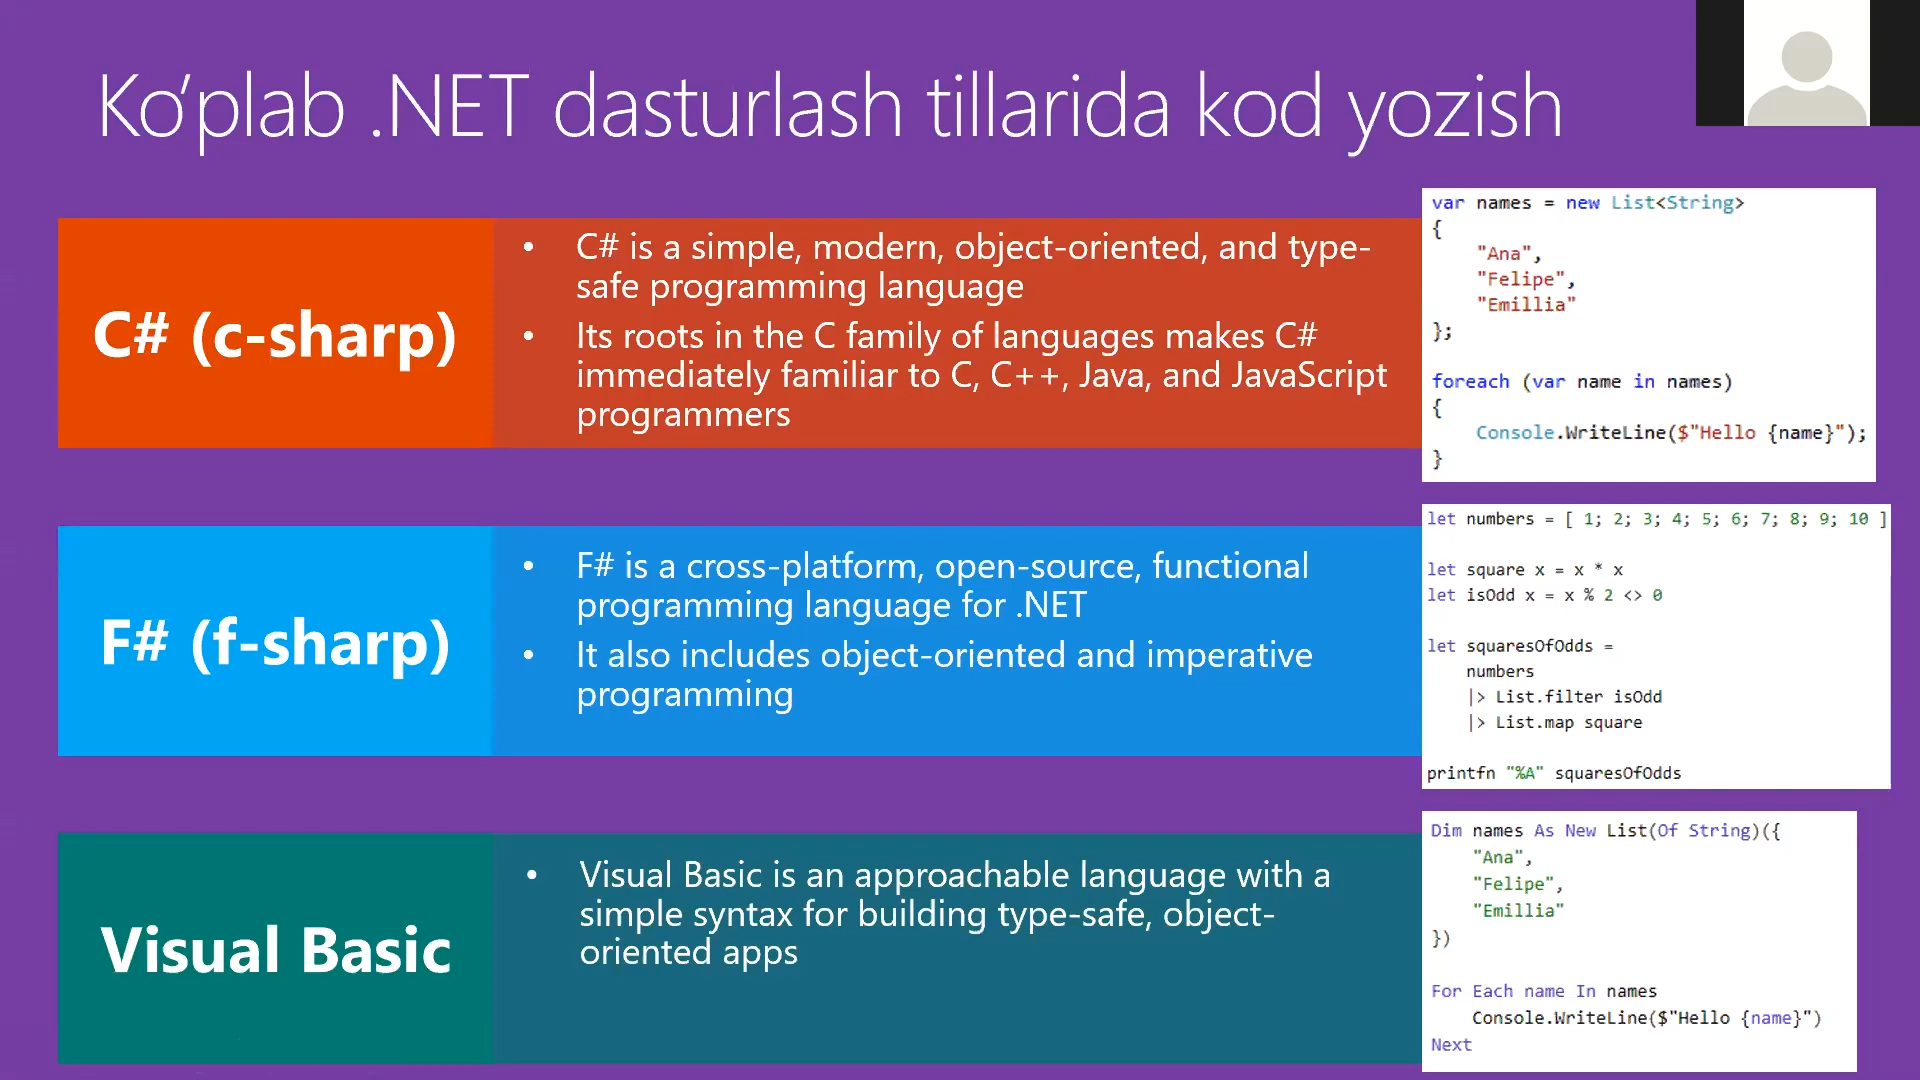 Ko‘plab .NET dasturlash tillarida kod yozish
C# (c-sharp)
• C# is a simple, modern, object-oriented, and type-
safe programming language
• Its roots in the C family of languages makes C#
immediately familiar to C, C++, Java, and JavaScript
programmers
var names = new List<String>
{
    "Ana",
    "Felipe",
    "Emillia"
};
foreach (var name in names)
{
    Console.WriteLine($"Hello {name}");
}
F# (f-sharp)
• F# is a cross-platform, open-source, functional
programming language for .NET
• It also includes object-oriented and imperative
programming
let numbers = [ 1; 2; 3; 4; 5; 6; 7; 8; 9; 10 ]
let square x = x * x
let isOdd x = x % 2 <> 0
let squaresOfOdds =
    numbers
    |> List.filter isOdd
    |> List.map square
printfn "%A" squaresOfOdds
Visual Basic
• Visual Basic is an approachable language with a
simple syntax for building type-safe, object-
oriented apps
Dim names As New List(Of String)({
    "Ana",
    "Felipe",
    "Emillia"
})
For Each name In names
    Console.WriteLine($"Hello {name}")
Next